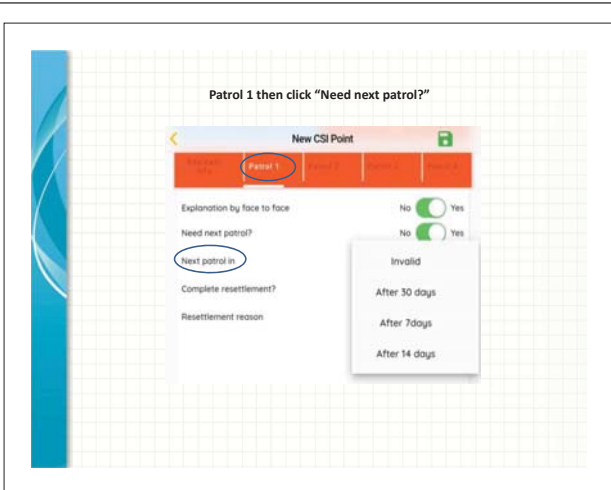 Patrol 1 then click “Need next patrol?”
New CSI Point
Patrol 1
Explanation by face to face No Yes
Need next patrol? No Yes
Next patrol in
Invalid
Complete resettlement?
After 30 days
Resettlement reason
After 7days
After 14 days